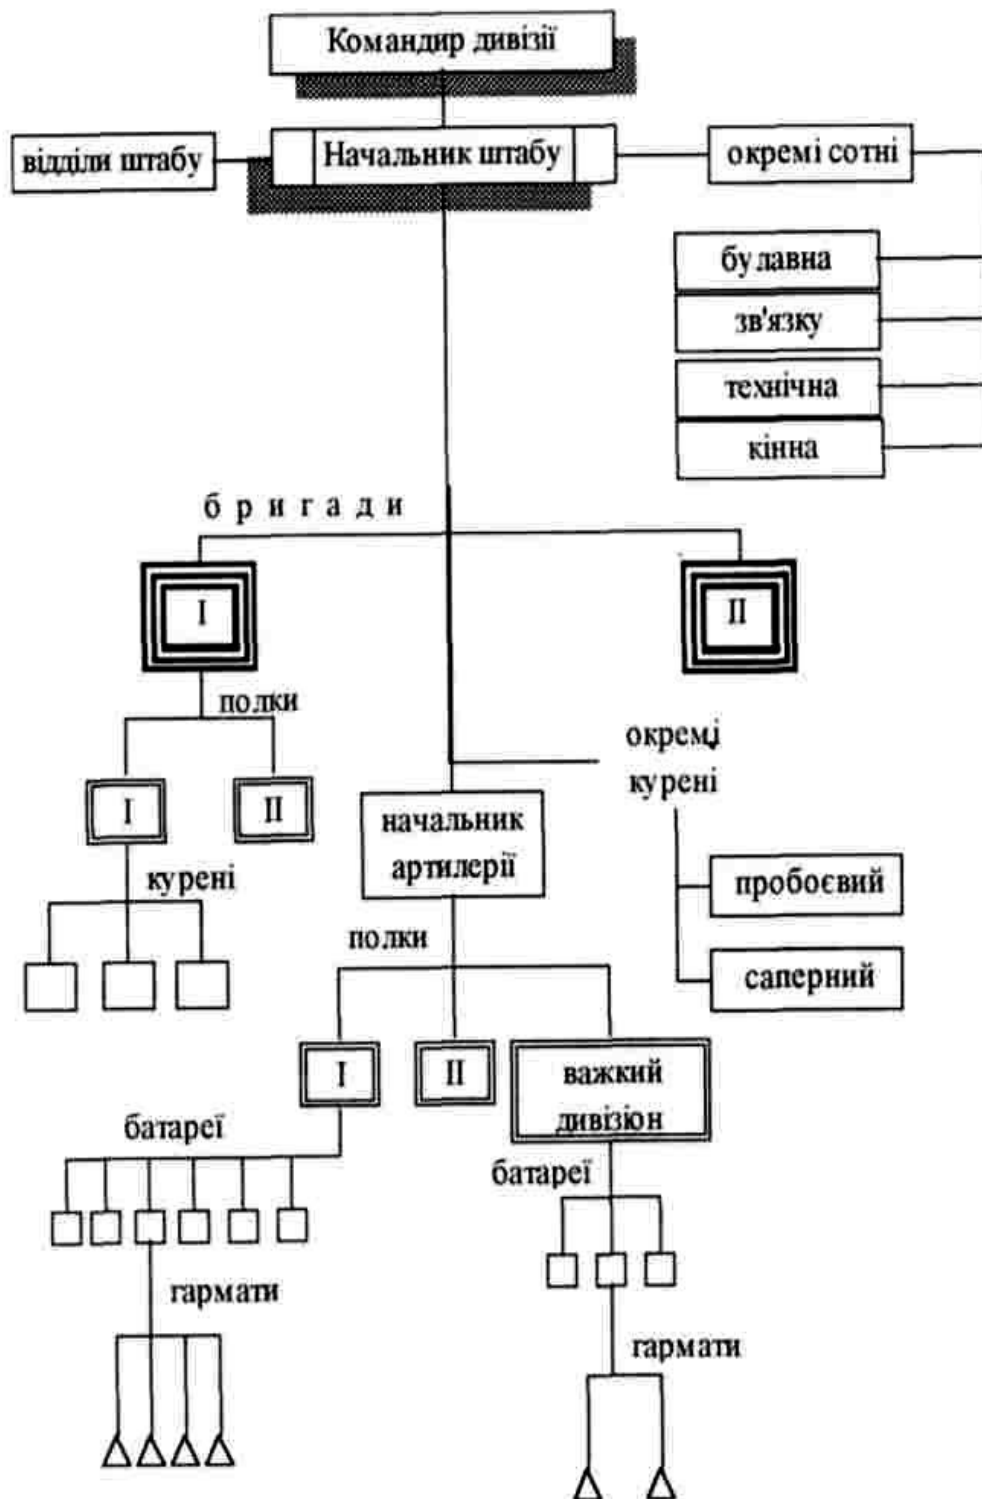 Командир дивізії
відділи штабу
Начальник штабу
окремі сотні
булавна
зв'язку
технічна
кінна
бригади
I
II
полки
I
II
окремі
курені
начальник
артилерії
курені
пробоєвий
саперний
полки
I
II
важкий
дивізіон
батареї
батареї
гармати
гармати